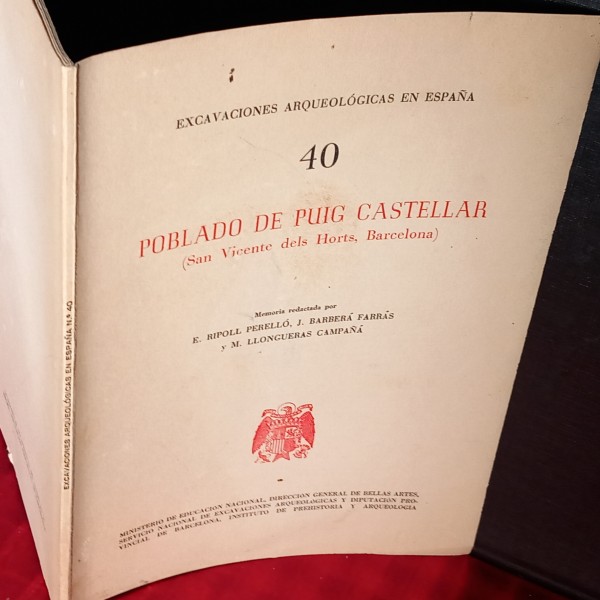 EXCAVACIONES ARQUEOLÓGICAS EN ESPAÑA
40
POBLADO DE PUIG CASTELLAR
(San Vicente dels Horts, Barcelona)
Memoria redactada por
E. RIPOLL PERELLÓ, J. BARBERÁ FARRÁS
y M. LLONGUERAS CAMPAÑÁ
MINISTERIO DE EDUCACION NACIONAL, DIRECCION GENERAL DE BELLAS ARTES,
SERVICIO NACIONAL DE EXCAVACIONES ARQUEOLOGICAS Y DIPUTACION PRO-
VINCIAL DE BARCELONA, INSTITUTO DE PREHISTORIA Y ARQUEOLOGIA
EXCAVACIONES ARQUEOLÓGICAS EN ESPAÑA N.º 40